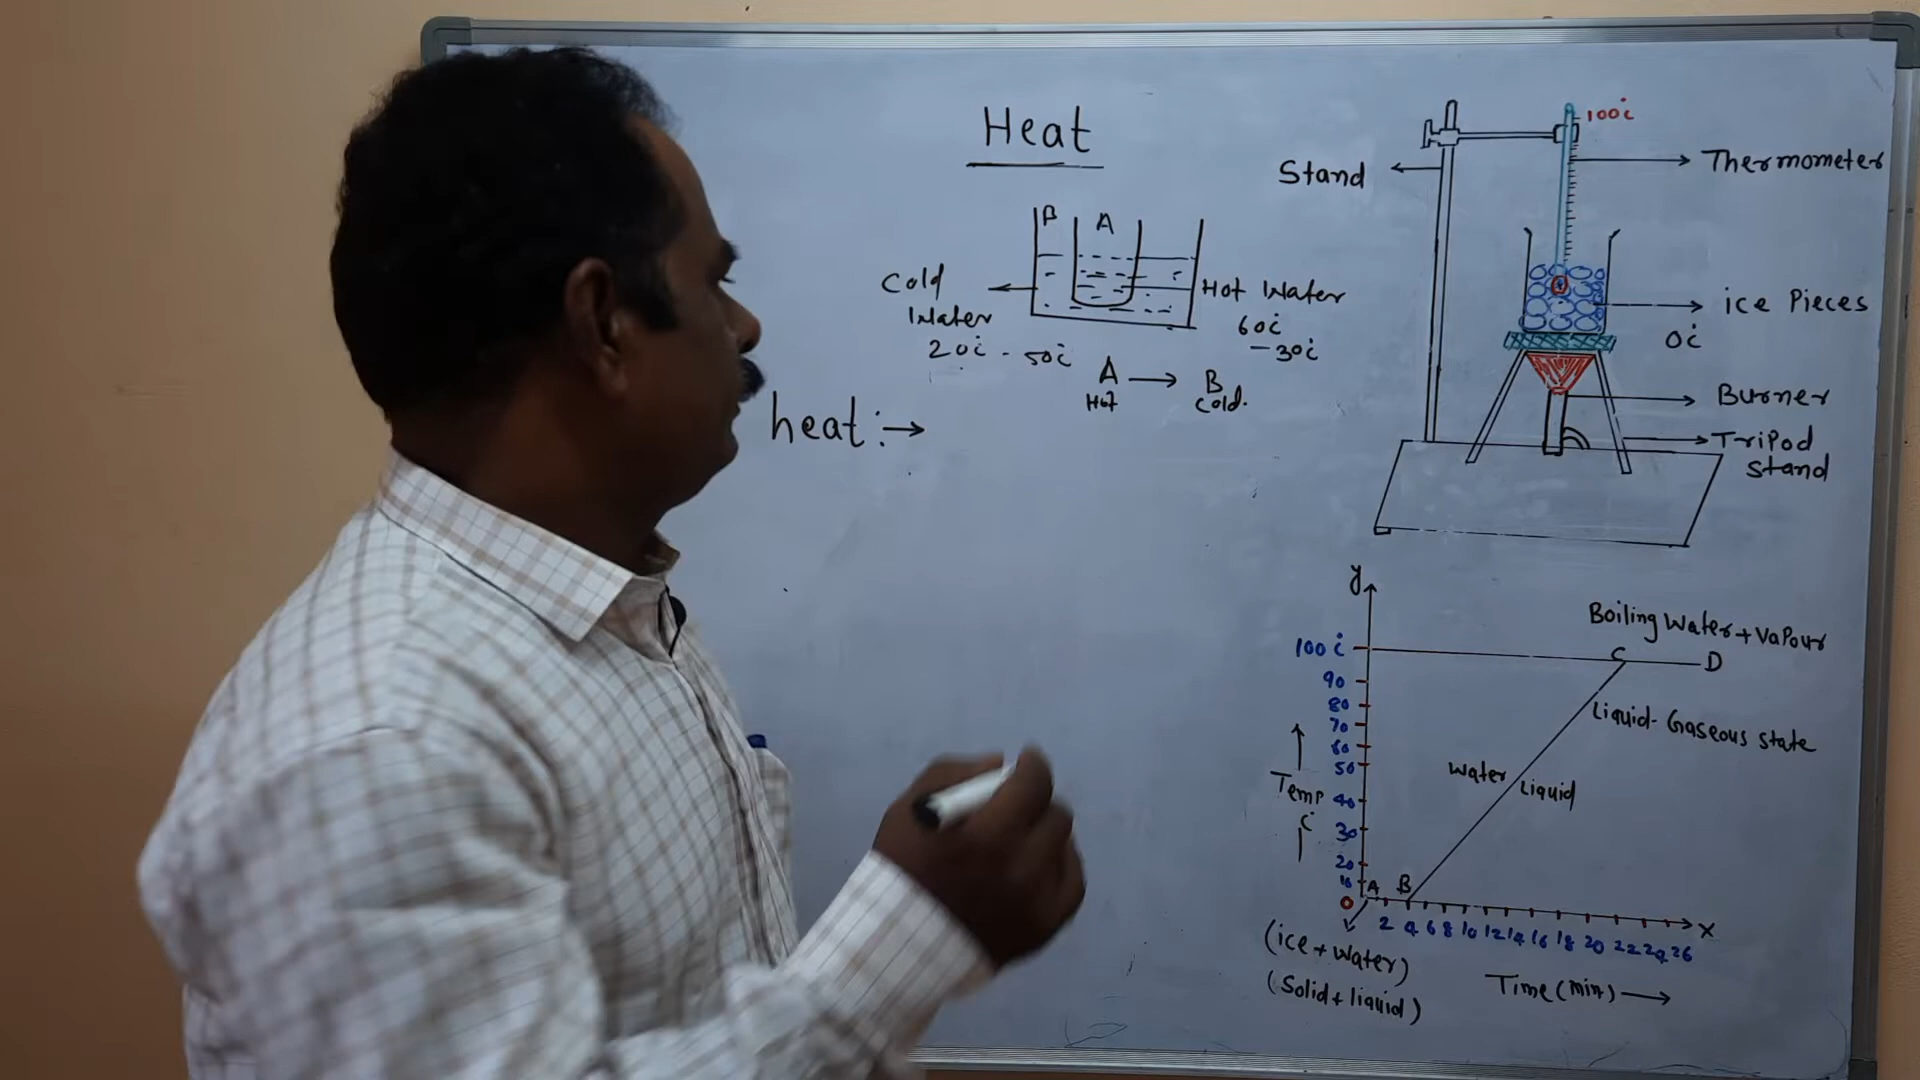 Heat
B A
Cold
Water
20°c - 50°c
Hot Water
60°c
- 30°c
A → B
Hot Cold.
heat:→
100°c
Stand
Thermometer
ice Pieces
0°c
Burner
Tripod
Stand
y
Boiling Water + Vapour
100°c
C D
90
80
70
60
50
40
30
20
10
0
Liquid - Gaseous state
Water Liquid
Temp
°c
A B
2 4 6 8 10 12 14 16 18 20 22 24 26
x
(ice + water)
(Solid + liquid)
Time (min) →